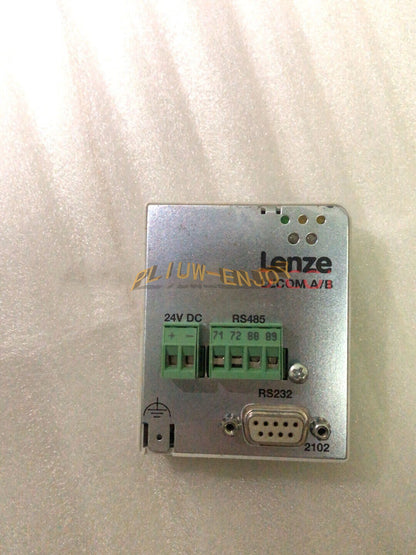 Lenze
PLIUW-ENJOY
COM A/B
24V DC
RS485
+ -
71 72 88 89
RS232
2102